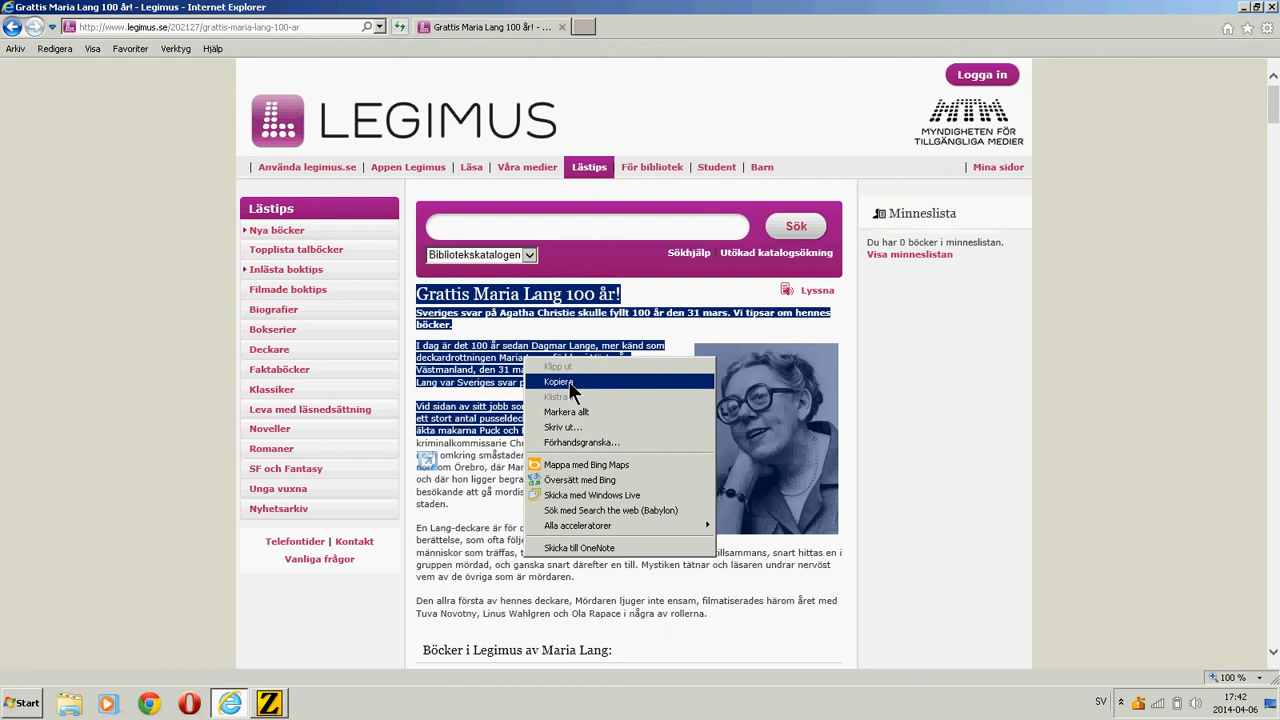 Grattis Maria Lang 100 år! - Legimus - Internet Explorer
http://www.legimus.se/202127/grattis-maria-lang-100-ar
Grattis Maria Lang 100 år! - ...
Arkiv Redigera Visa Favoriter Verktyg Hjälp
Logga in
LEGIMUS
MYNDIGHETEN FÖR
TILLGÄNGLIGA MEDIER
Använda legimus.se | Appen Legimus | Läsa | Våra medier Lästips För bibliotek | Student | Barn | Mina sidor
Lästips
Nya böcker
Topplista talböcker
Inlästa boktips
Filmade boktips
Biografier
Bokserier
Deckare
Faktaböcker
Klassiker
Leva med läsnedsättning
Noveller
Romaner
SF och Fantasy
Unga vuxna
Nyhetsarkiv
Telefontider | Kontakt
Vanliga frågor
Sök
Bibliotekskatalogen
Sökhjälp Utökad katalogsökning
Grattis Maria Lang 100 år!
Lyssna
Sveriges svar på Agatha Christie skulle fyllt 100 år den 31 mars. Vi tipsar om hennes
böcker.
I dag är det 100 år sedan Dagmar Lange, mer känd som
deckardrottningen Maria
Västmanland, den 31 ma
Lang var Sveriges svar p
Vid sidan av sitt jobb so
ett stort antal pusseldec
äkta makarna Puck och
kriminalkommissarie Chr
omkring småstade
om Örebro, där Mar
och där hon ligger begra
besökande att gå mordis
staden.
En Lang-deckare är för d
berättelse, som ofta följe
människor som träffas, t tillsammans, snart hittas en i
gruppen mördad, och ganska snart därefter en till. Mystiken tätnar och läsaren undrar nervöst
vem av de övriga som är mördaren.
Den allra första av hennes deckare, Mördaren ljuger inte ensam, filmatiserades härom året med
Tuva Novotny, Linus Wahlgren och Ola Rapace i några av rollerna.
Böcker i Legimus av Maria Lang:
Klipp ut
Kopiera
Klistra
Markera allt
Skriv ut...
Förhandsgranska...
Mappa med Bing Maps
Översätt med Bing
Skicka med Windows Live
Sök med Search the web (Babylon)
Alla acceleratorer
Skicka till OneNote
Minneslista
Du har 0 böcker i minneslistan.
Visa minneslistan
100 %
Start
SV
17:42
2014-04-06